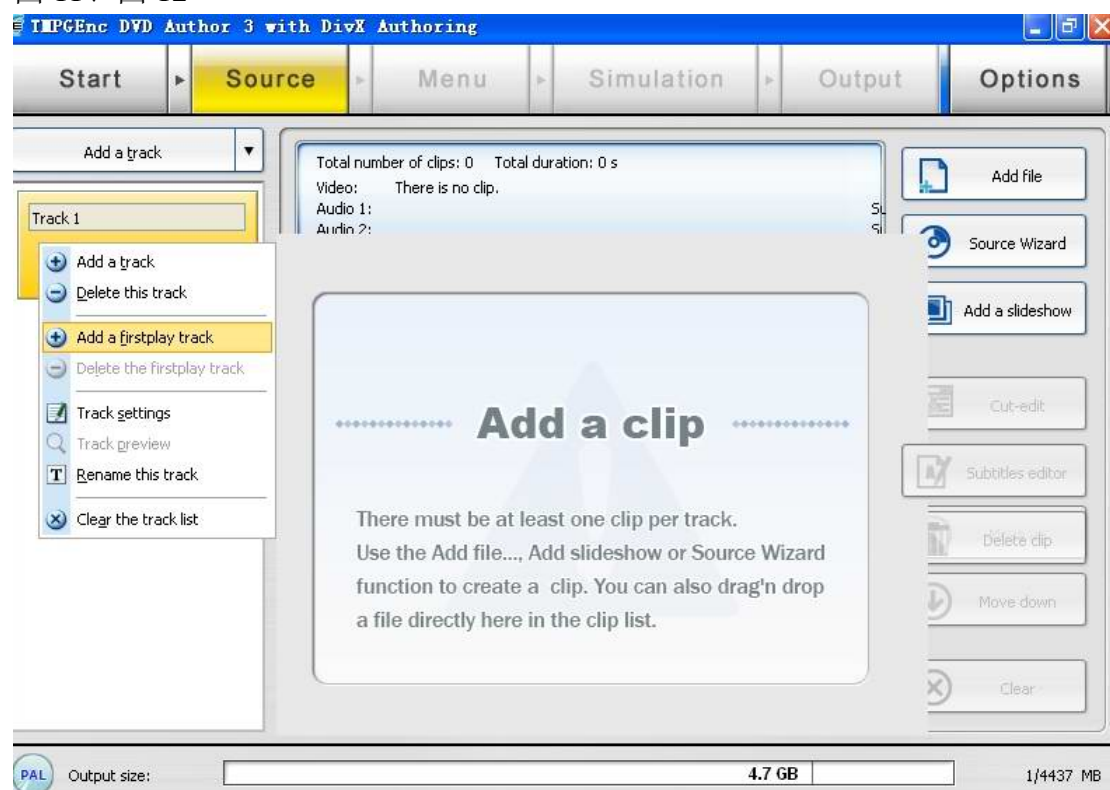 TMPGEnc DVD Author 3 with DivX Authoring
Start Source Menu Simulation Output Options
Add a track
Total number of clips: 0 Total duration: 0 s
Video: There is no clip.
Audio 1:
Audio 2:
Track 1
Add a track
Delete this track
Add a firstplay track
Delete the firstplay track
Track settings
Track preview
Rename this track
Clear the track list
Add a clip
There must be at least one clip per track.
Use the Add file..., Add slideshow or Source Wizard
function to create a clip. You can also drag'n drop
a file directly here in the clip list.
Add file
Source Wizard
Add a slideshow
Cut-edit
Subtitles editor
Delete clip
Move down
Clear
PAL Output size: 4.7 GB 1/4437 MB